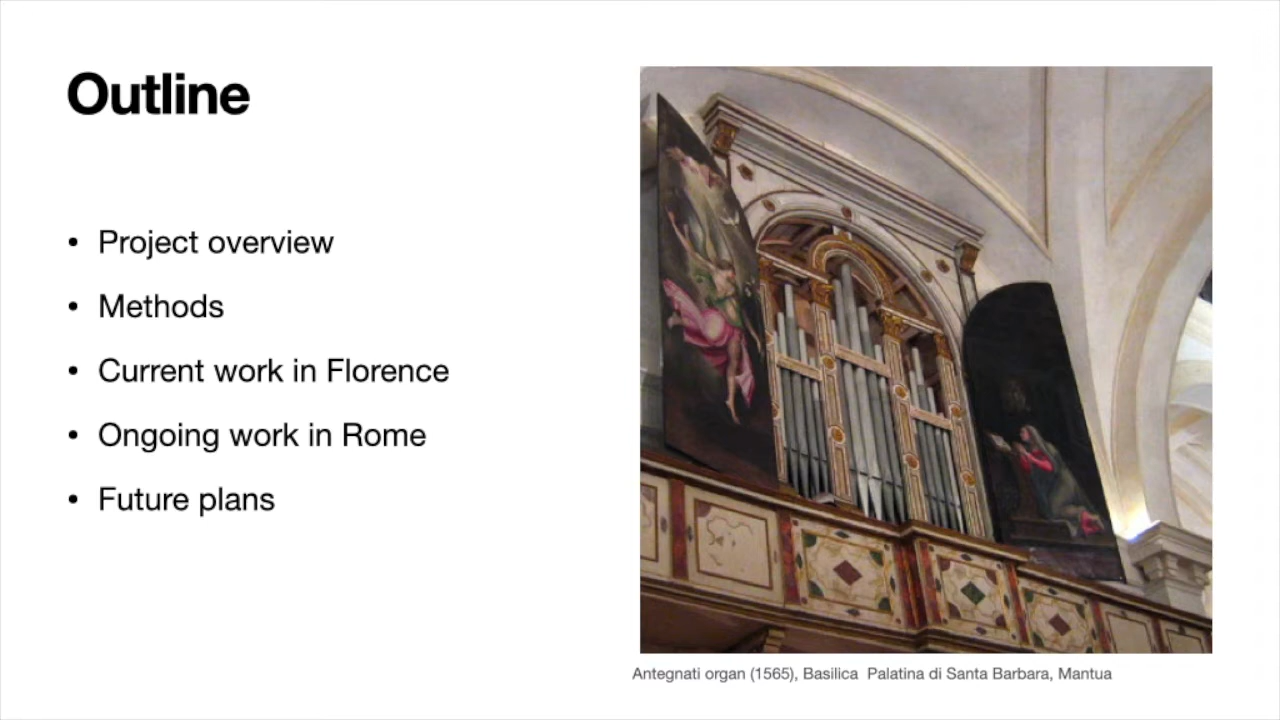 Outline
• Project overview
• Methods
• Current work in Florence
• Ongoing work in Rome
• Future plans
Antegnati organ (1565), Basilica  Palatina di Santa Barbara, Mantua